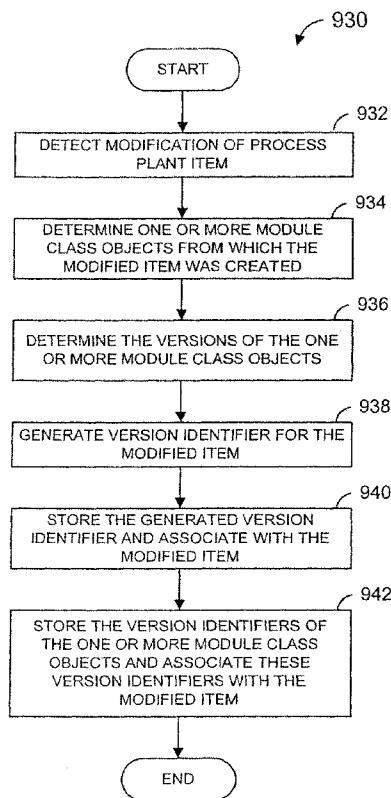 930
START
932
DETECT MODIFICATION OF PROCESS
PLANT ITEM
934
DETERMINE ONE OR MORE MODULE
CLASS OBJECTS FROM WHICH THE
MODIFIED ITEM WAS CREATED
936
DETERMINE THE VERSIONS OF THE ONE
OR MORE MODULE CLASS OBJECTS
938
GENERATE VERSION IDENTIFIER FOR THE
MODIFIED ITEM
940
STORE THE GENERATED VERSION
IDENTIFIER AND ASSOCIATE WITH THE
MODIFIED ITEM
942
STORE THE VERSION IDENTIFIERS OF
THE ONE OR MORE MODULE CLASS
OBJECTS AND ASSOCIATE THESE
VERSION IDENTIFIERS WITH THE
MODIFIED ITEM
END